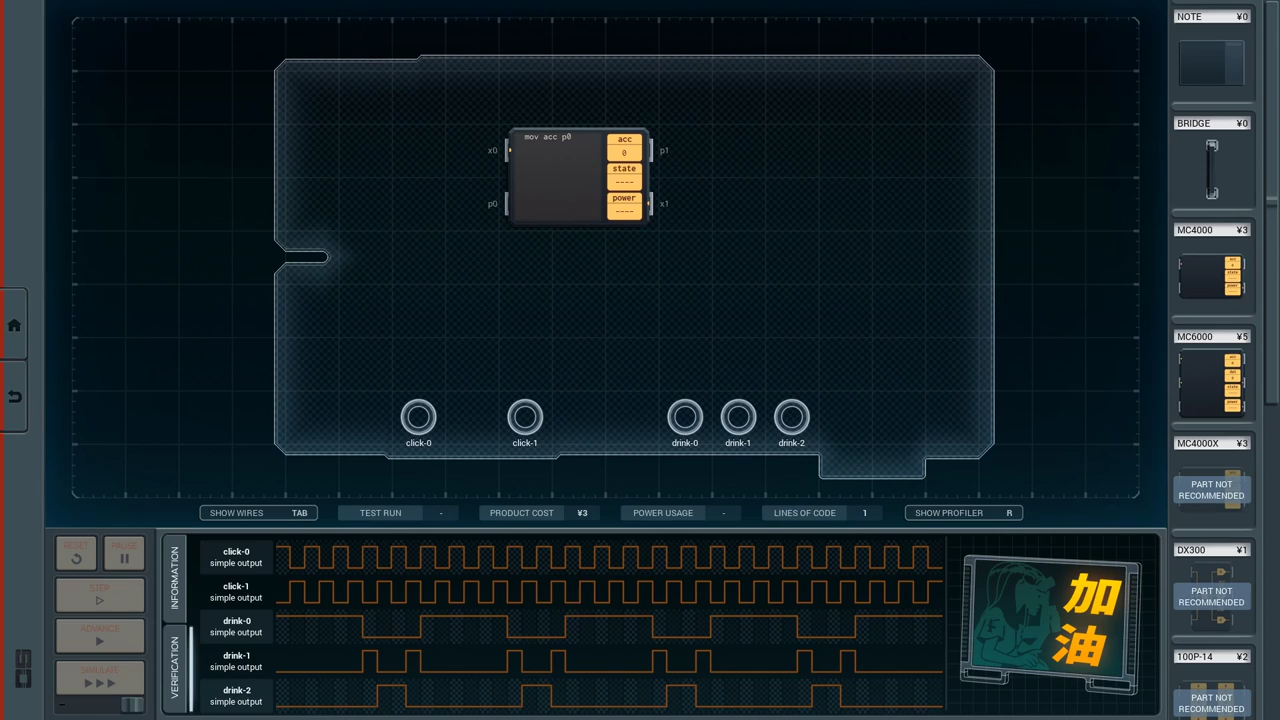 NOTE ¥0
BRIDGE ¥0
mov acc p0
acc
0
state
----
power
----
x0
p0
p1
x1
MC4000 ¥3
MC6000 ¥5
MC4000X ¥3
PART NOT
RECOMMENDED
DX300 ¥1
PART NOT
RECOMMENDED
100P-14 ¥2
PART NOT
RECOMMENDED
click-0
click-1
drink-0
drink-1
drink-2
SHOW WIRES TAB
TEST RUN -
PRODUCT COST ¥3
POWER USAGE -
LINES OF CODE 1
SHOW PROFILER R
RESET
PAUSE
STEP
ADVANCE
SIMULATE
INFORMATION
VERIFICATION
click-0
simple output
click-1
simple output
drink-0
simple output
drink-1
simple output
drink-2
simple output
加
油